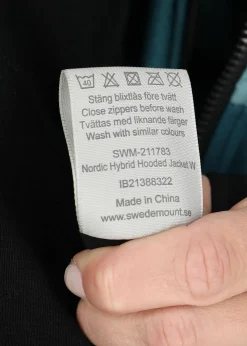 40
Stäng blixtlås före tvätt
Close zippers before wash
Tvättas med liknande färger
Wash with similar colours
SWM-211783
Nordic Hybrid Hooded Jacket W
IB21388322
Made in China
www.swedemount.se